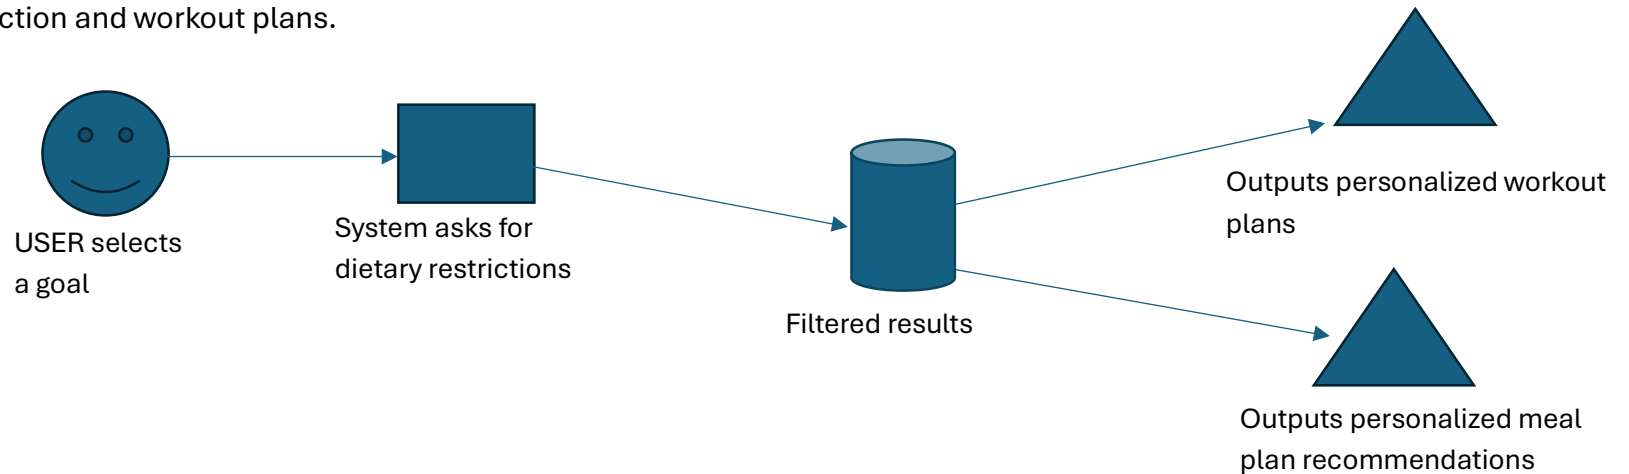 ction and workout plans.
USER selects
a goal
System asks for
dietary restrictions
Filtered results
Outputs personalized workout
plans
Outputs personalized meal
plan recommendations